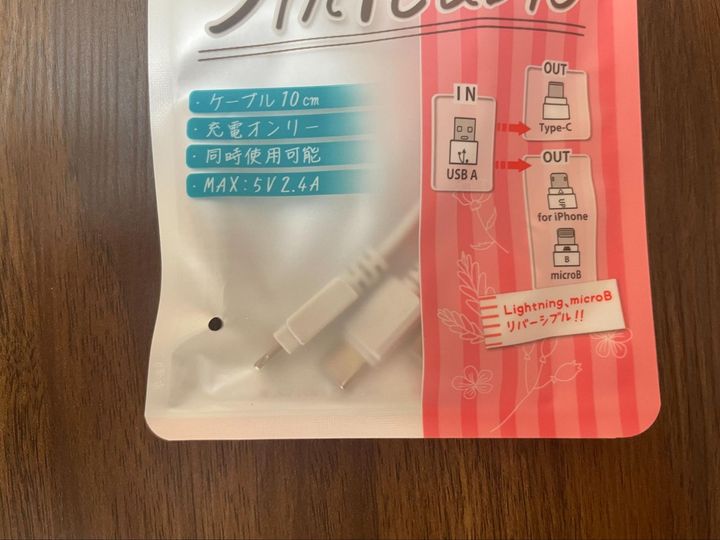 ・ケーブル10cm
・充電オンリー
・同時使用可能
・MAX:5V2.4A
IN
USB A
OUT
Type-C
OUT
UP
for iPhone
B
microB
Lightning、microB
リバーシブル!!